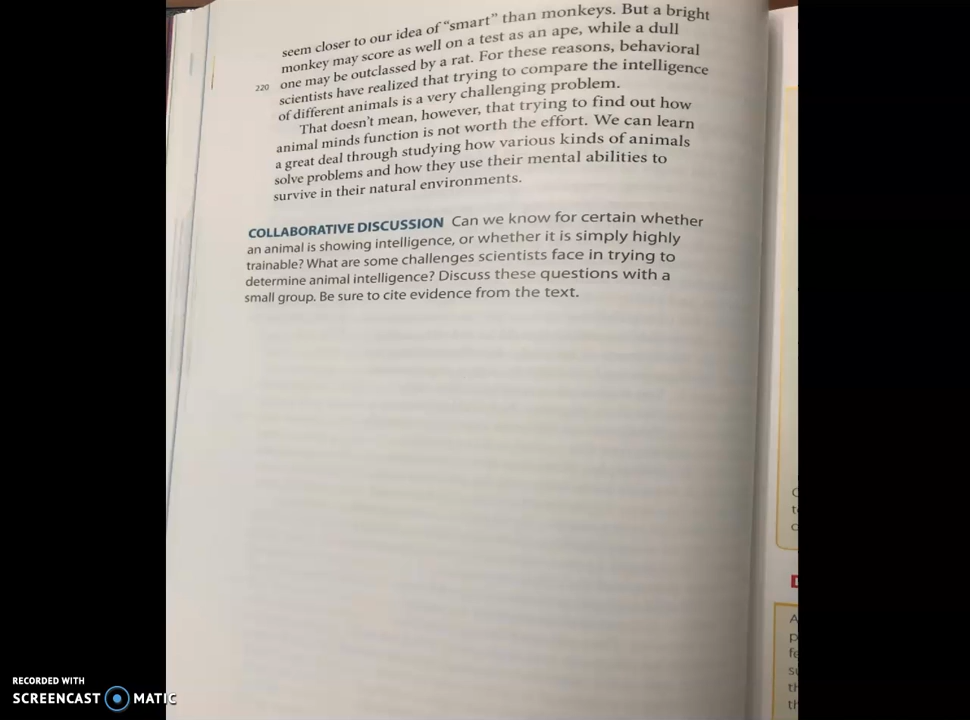 seem closer to our idea of “smart” than monkeys. But a bright
monkey may score as well on a test as an ape, while a dull
220 one may be outclassed by a rat. For these reasons, behavioral
scientists have realized that trying to compare the intelligence
of different animals is a very challenging problem.
That doesn’t mean, however, that trying to find out how
animal minds function is not worth the effort. We can learn
a great deal through studying how various kinds of animals
solve problems and how they use their mental abilities to
survive in their natural environments.
COLLABORATIVE DISCUSSION Can we know for certain whether
an animal is showing intelligence, or whether it is simply highly
trainable? What are some challenges scientists face in trying to
determine animal intelligence? Discuss these questions with a
small group. Be sure to cite evidence from the text.
RECORDED WITH
SCREENCAST MATIC